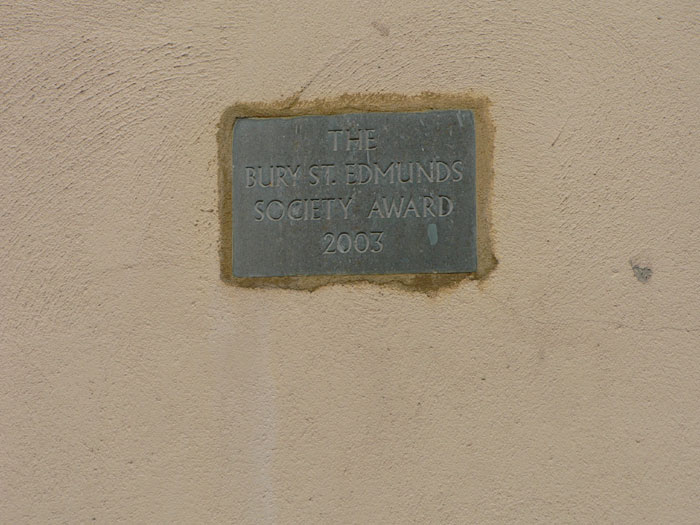 THE
BURY ST. EDMUNDS
SOCIETY AWARD
2003